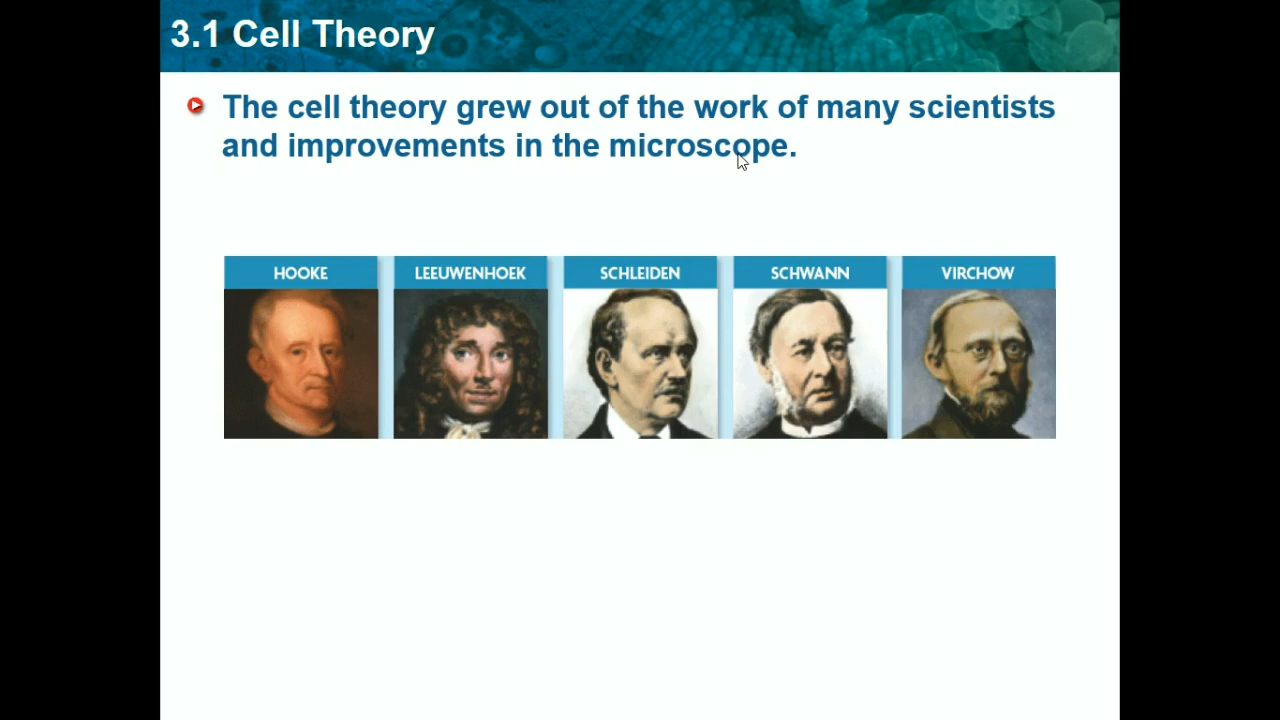 3.1 Cell Theory
The cell theory grew out of the work of many scientists
and improvements in the microscope.
HOOKE
LEEUWENHOEK
SCHLEIDEN
SCHWANN
VIRCHOW